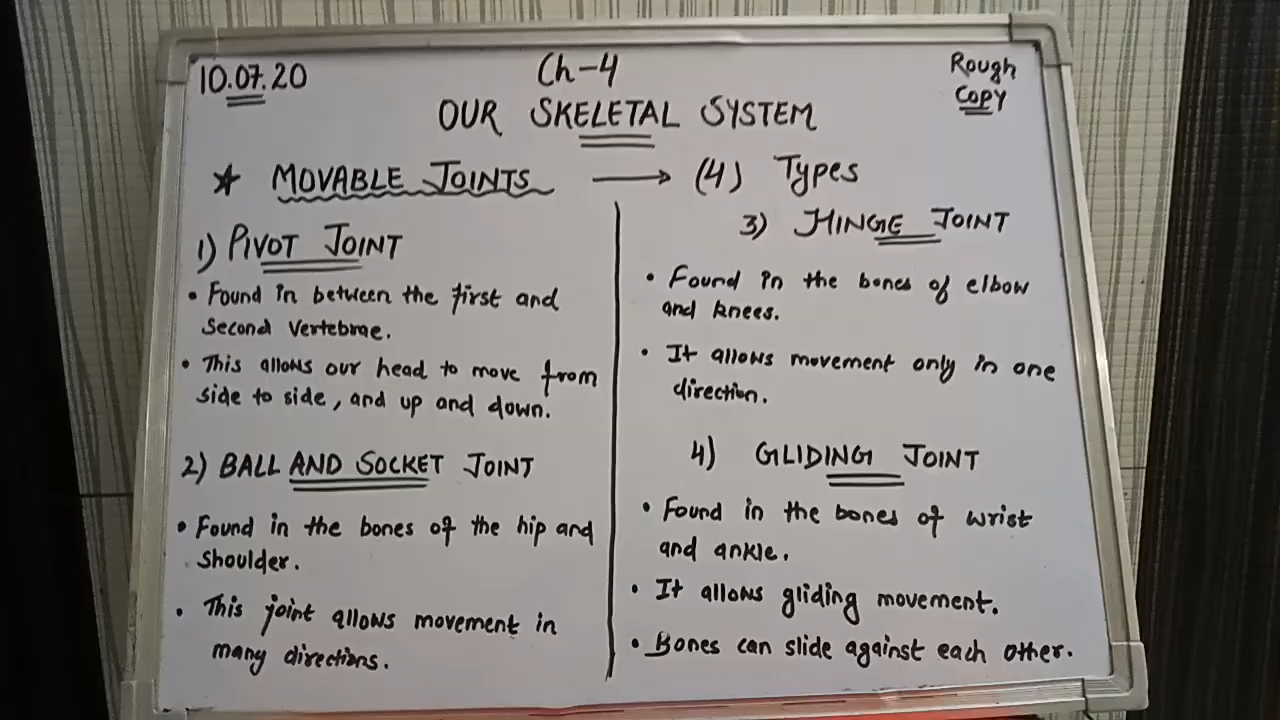 10.07.20
Ch-4
Rough
Copy
OUR SKELETAL SYSTEM
★ MOVABLE JOINTS → (4) Types
1) PIVOT JOINT
• Found in between the first and
second vertebrae.
• This allows our head to move from
side to side, and up and down.
2) BALL AND SOCKET JOINT
• Found in the bones of the hip and
shoulder.
• This joint allows movement in
many directions.
3) HINGE JOINT
• Found in the bones of elbow
and knees.
• It allows movement only in one
direction.
4) GLIDING JOINT
• Found in the bones of wrist
and ankle.
• It allows gliding movement.
• Bones can slide against each other.